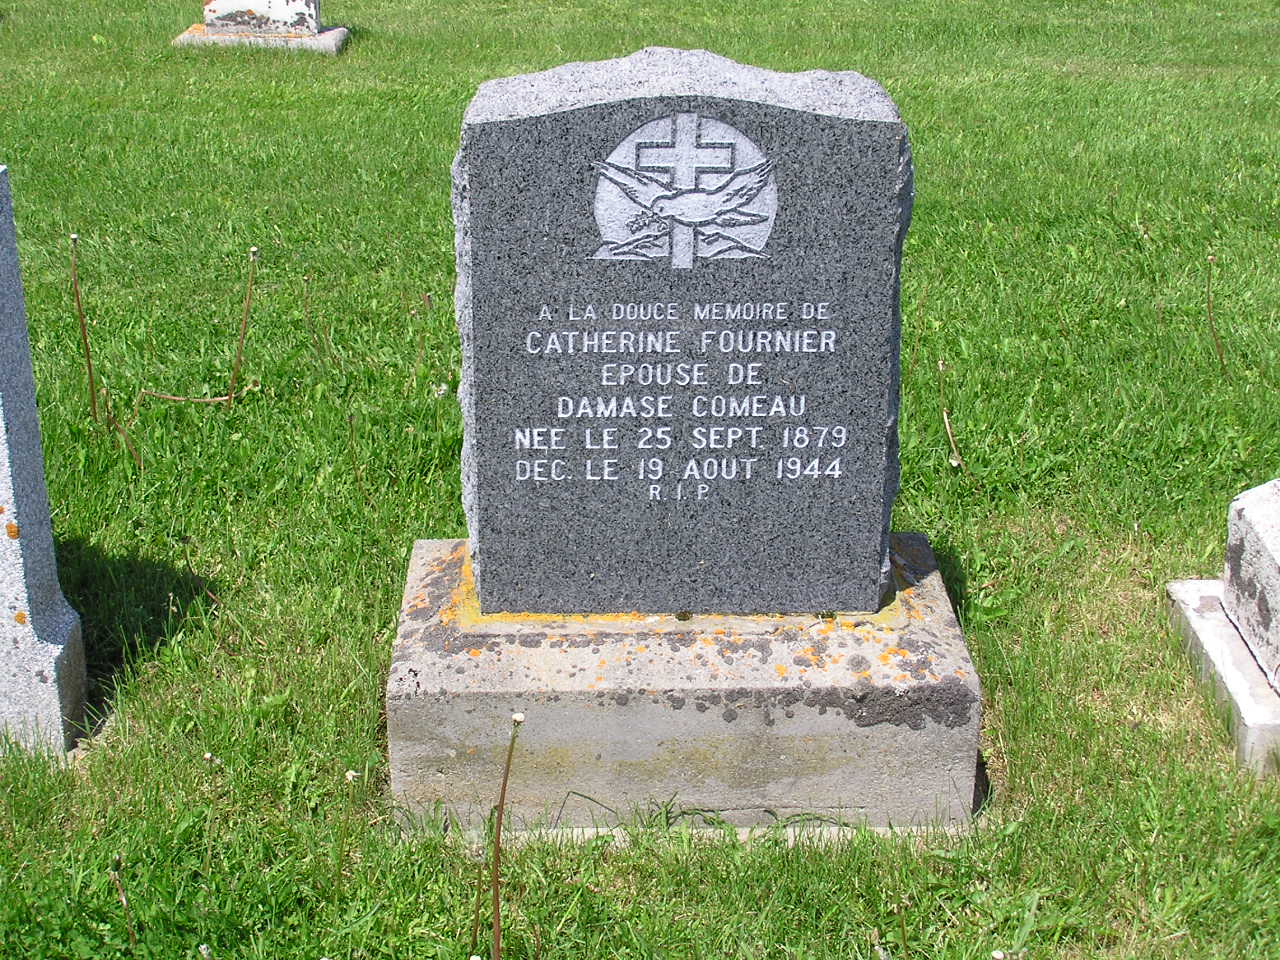 A LA DOUCE MEMOIRE DE
CATHERINE FOURNIER
EPOUSE DE
DAMASE COMEAU
NEE LE 25 SEPT. 1879
DEC. LE 19 AOUT 1944
R.I.P.